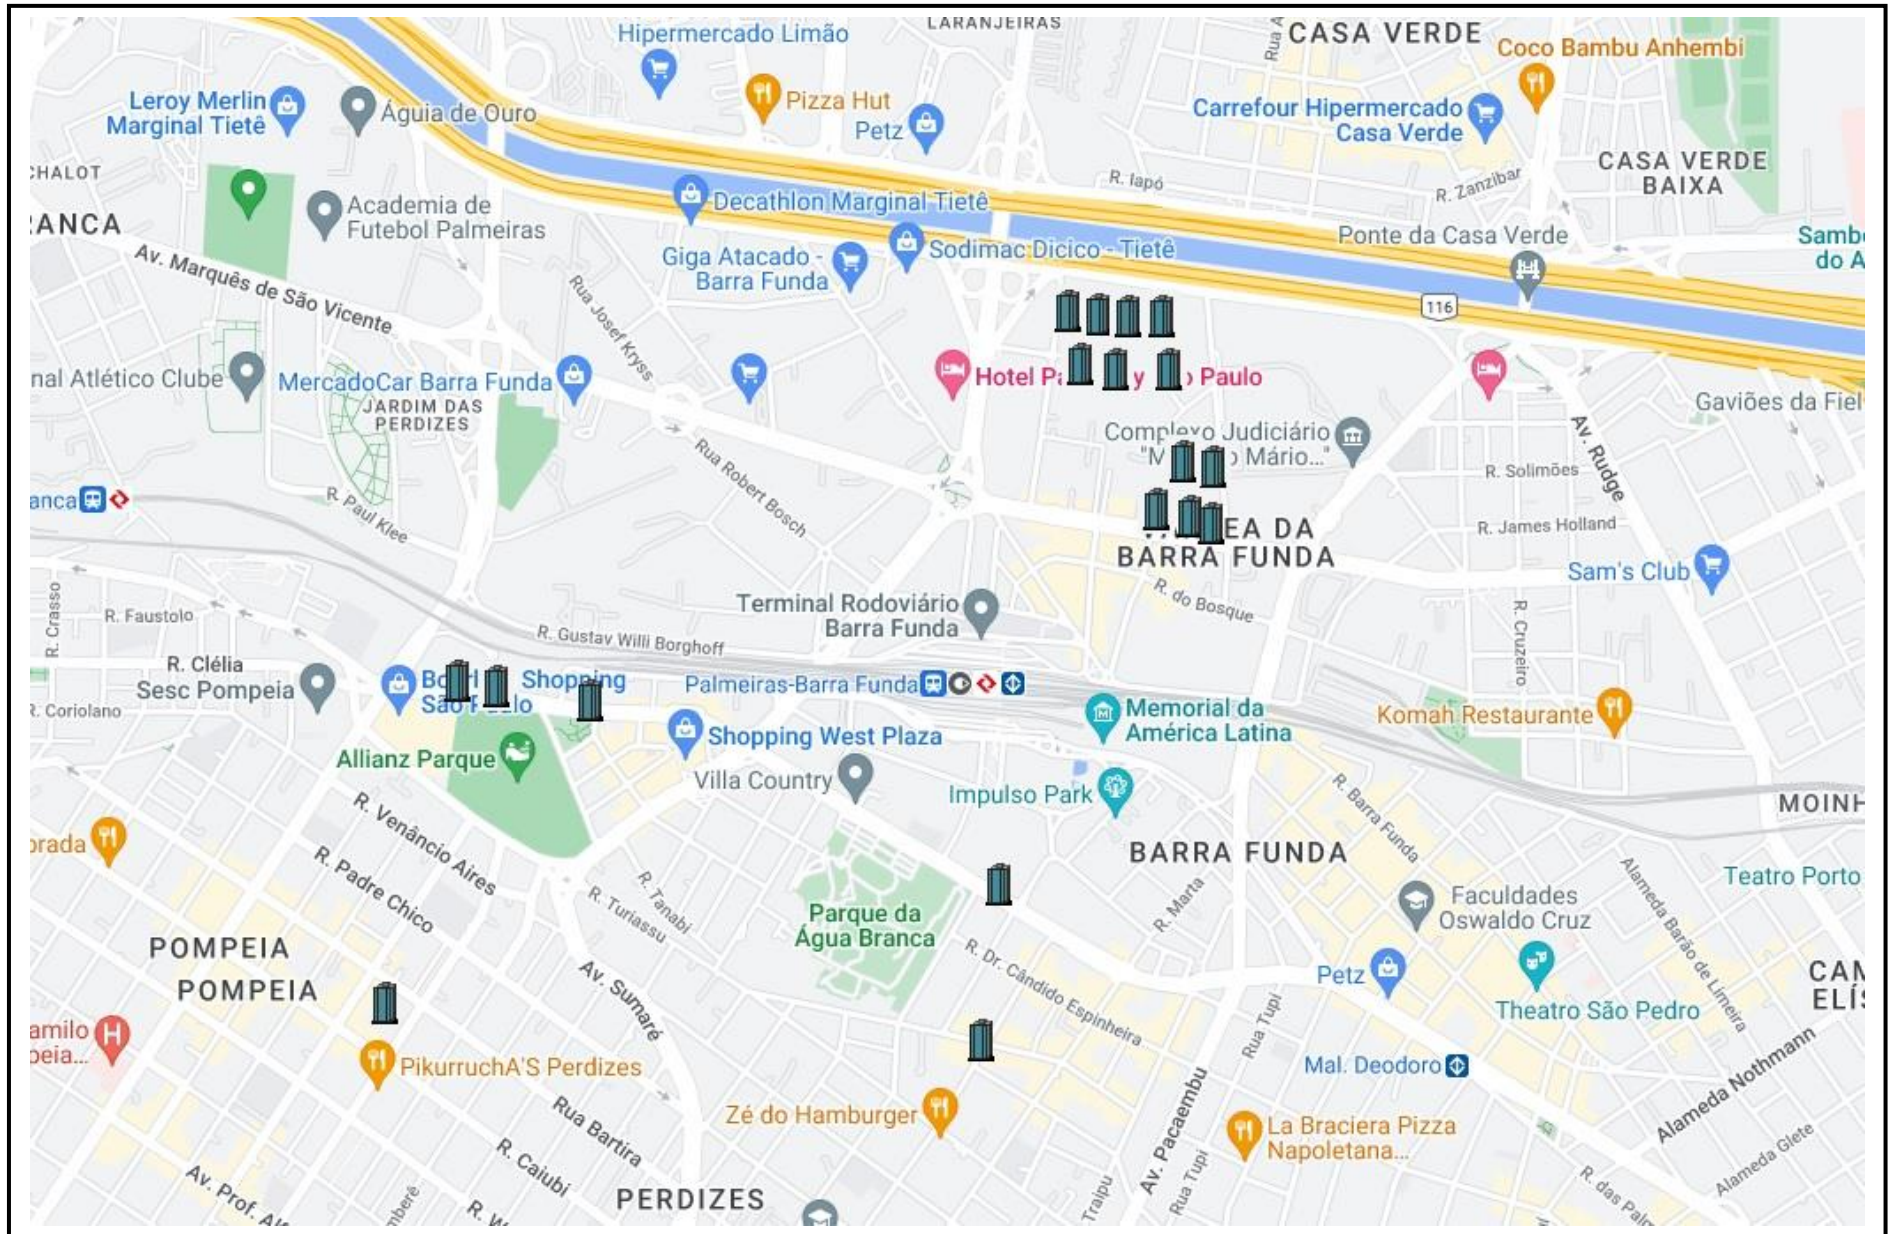 LARANJEIRAS
Hipermercado Limão
CASA VERDE
Coco Bambu Anhembi
Leroy Merlin
Marginal Tietê
Águia de Ouro
Pizza Hut
Petz
Carrefour Hipermercado
Casa Verde
CASA VERDE
BAIXA
CHALOT
R. Iapó
R. Zanzibar
Academia de
Futebol Palmeiras
Decathlon Marginal Tietê
Giga Atacado -
Barra Funda
Sodimac Dicico - Tietê
Ponte da Casa Verde
Av. Marquês de São Vicente
Rua Josef Kryss
116
nal Atlético Clube
MercadoCar Barra Funda
Hotel
Paulo
JARDIM DAS
PERDIZES
Gaviões da Fiel
Complexo Judiciário
Mário..."
Av. Rudge
R. Solimões
Rua Robert Bosch
R. Paul Klee
R. James Holland
BARRA FUNDA
Sam's Club
R. do Bosque
R. Crasso
R. Faustolo
Terminal Rodoviário
Barra Funda
R. Gustav Willi Borghoff
R. Cruzeiro
R. Clélia
Sesc Pompeia
Shopping
Palmeiras-Barra Funda
R. Coriolano
Memorial da
América Latina
Komah Restaurante
Shopping West Plaza
Allianz Parque
Villa Country
Impulso Park
R. Barra Funda
R. Venâncio Aires
BARRA FUNDA
R. Padre Chico
R. Tanabi
R. Turiassu
R. Marta
Faculdades
Oswaldo Cruz
Alameda Barão de Limeira
Teatro Porto
Parque da
Água Branca
R. Dr. Cândido Espinheira
POMPEIA
POMPEIA
Av. Sumaré
Petz
Theatro São Pedro
Rua Tupi
PikurruchA'S Perdizes
Mal. Deodoro
Alameda Nothmann
Zé do Hamburger
Rua Bartira
Av. Pacaembu
La Braciera Pizza
Napoletana...
R. Caiubi
Rua Tupi
Alameda Glete
Av. Prof.
PERDIZES
Traipu
R. das